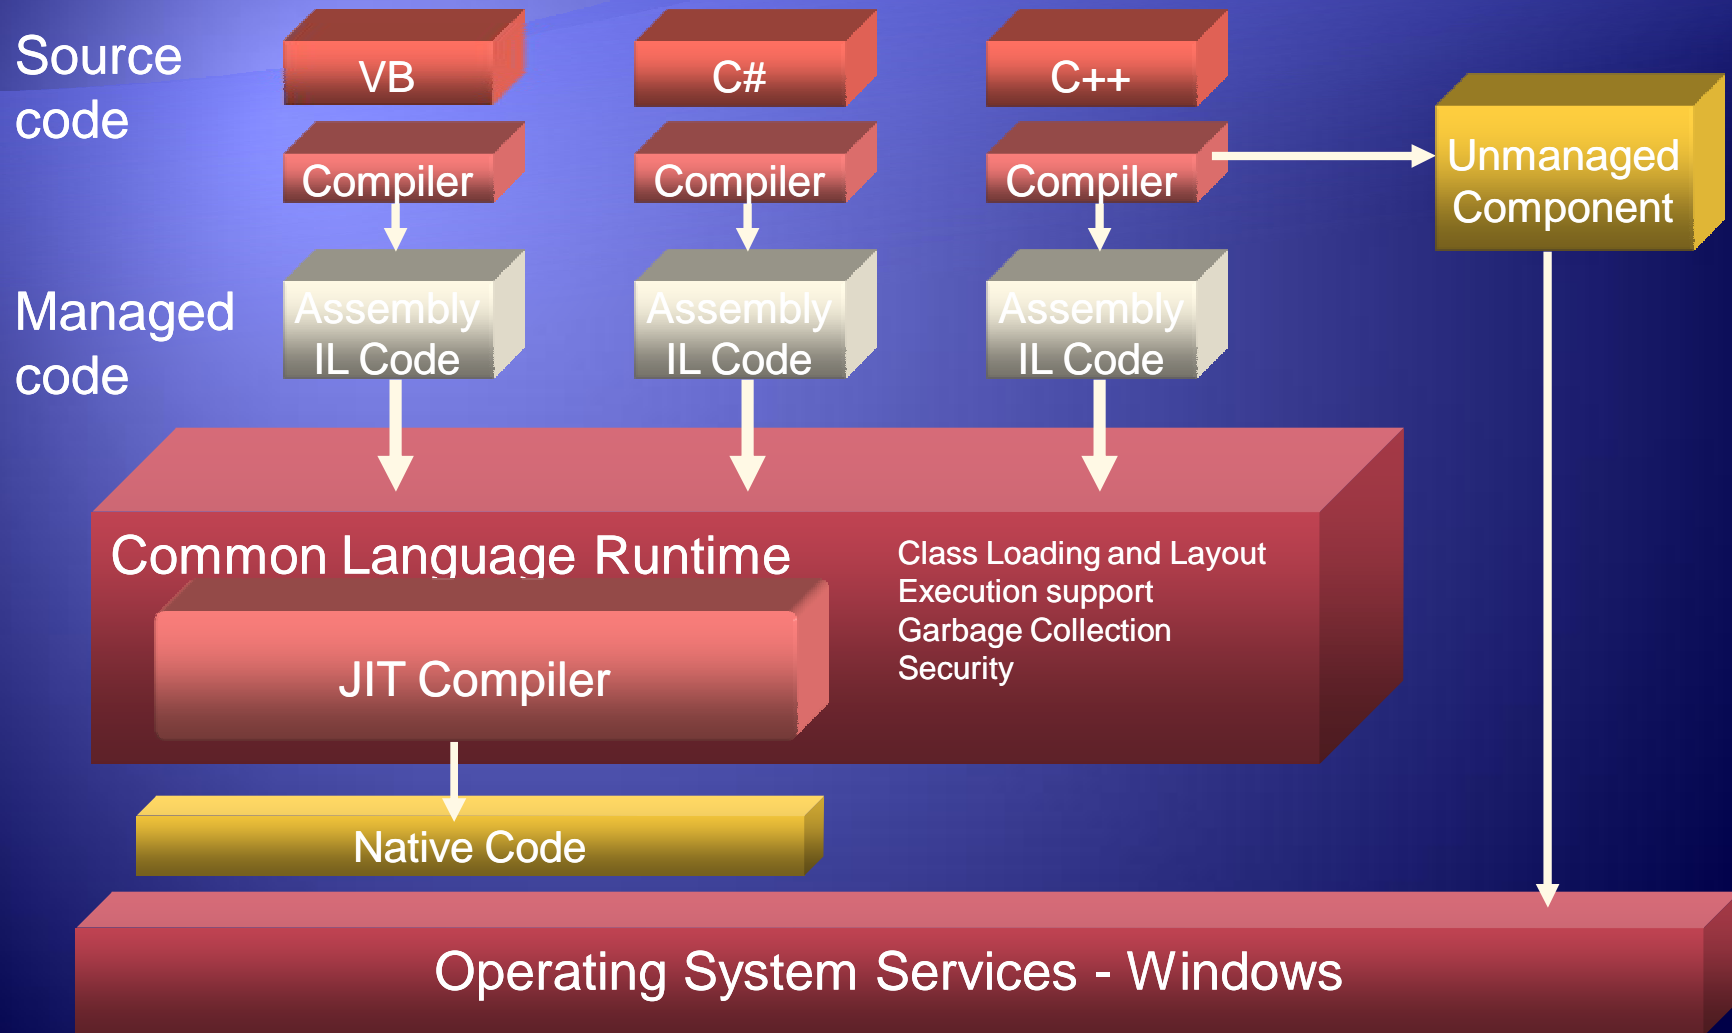 Source
code
VB
C#
C++
Compiler
Compiler
Compiler
Unmanaged
Component
Managed
code
Assembly
IL Code
Assembly
IL Code
Assembly
IL Code
Common Language Runtime
Class Loading and Layout
Execution support
Garbage Collection
Security
JIT Compiler
Native Code
Operating System Services - Windows